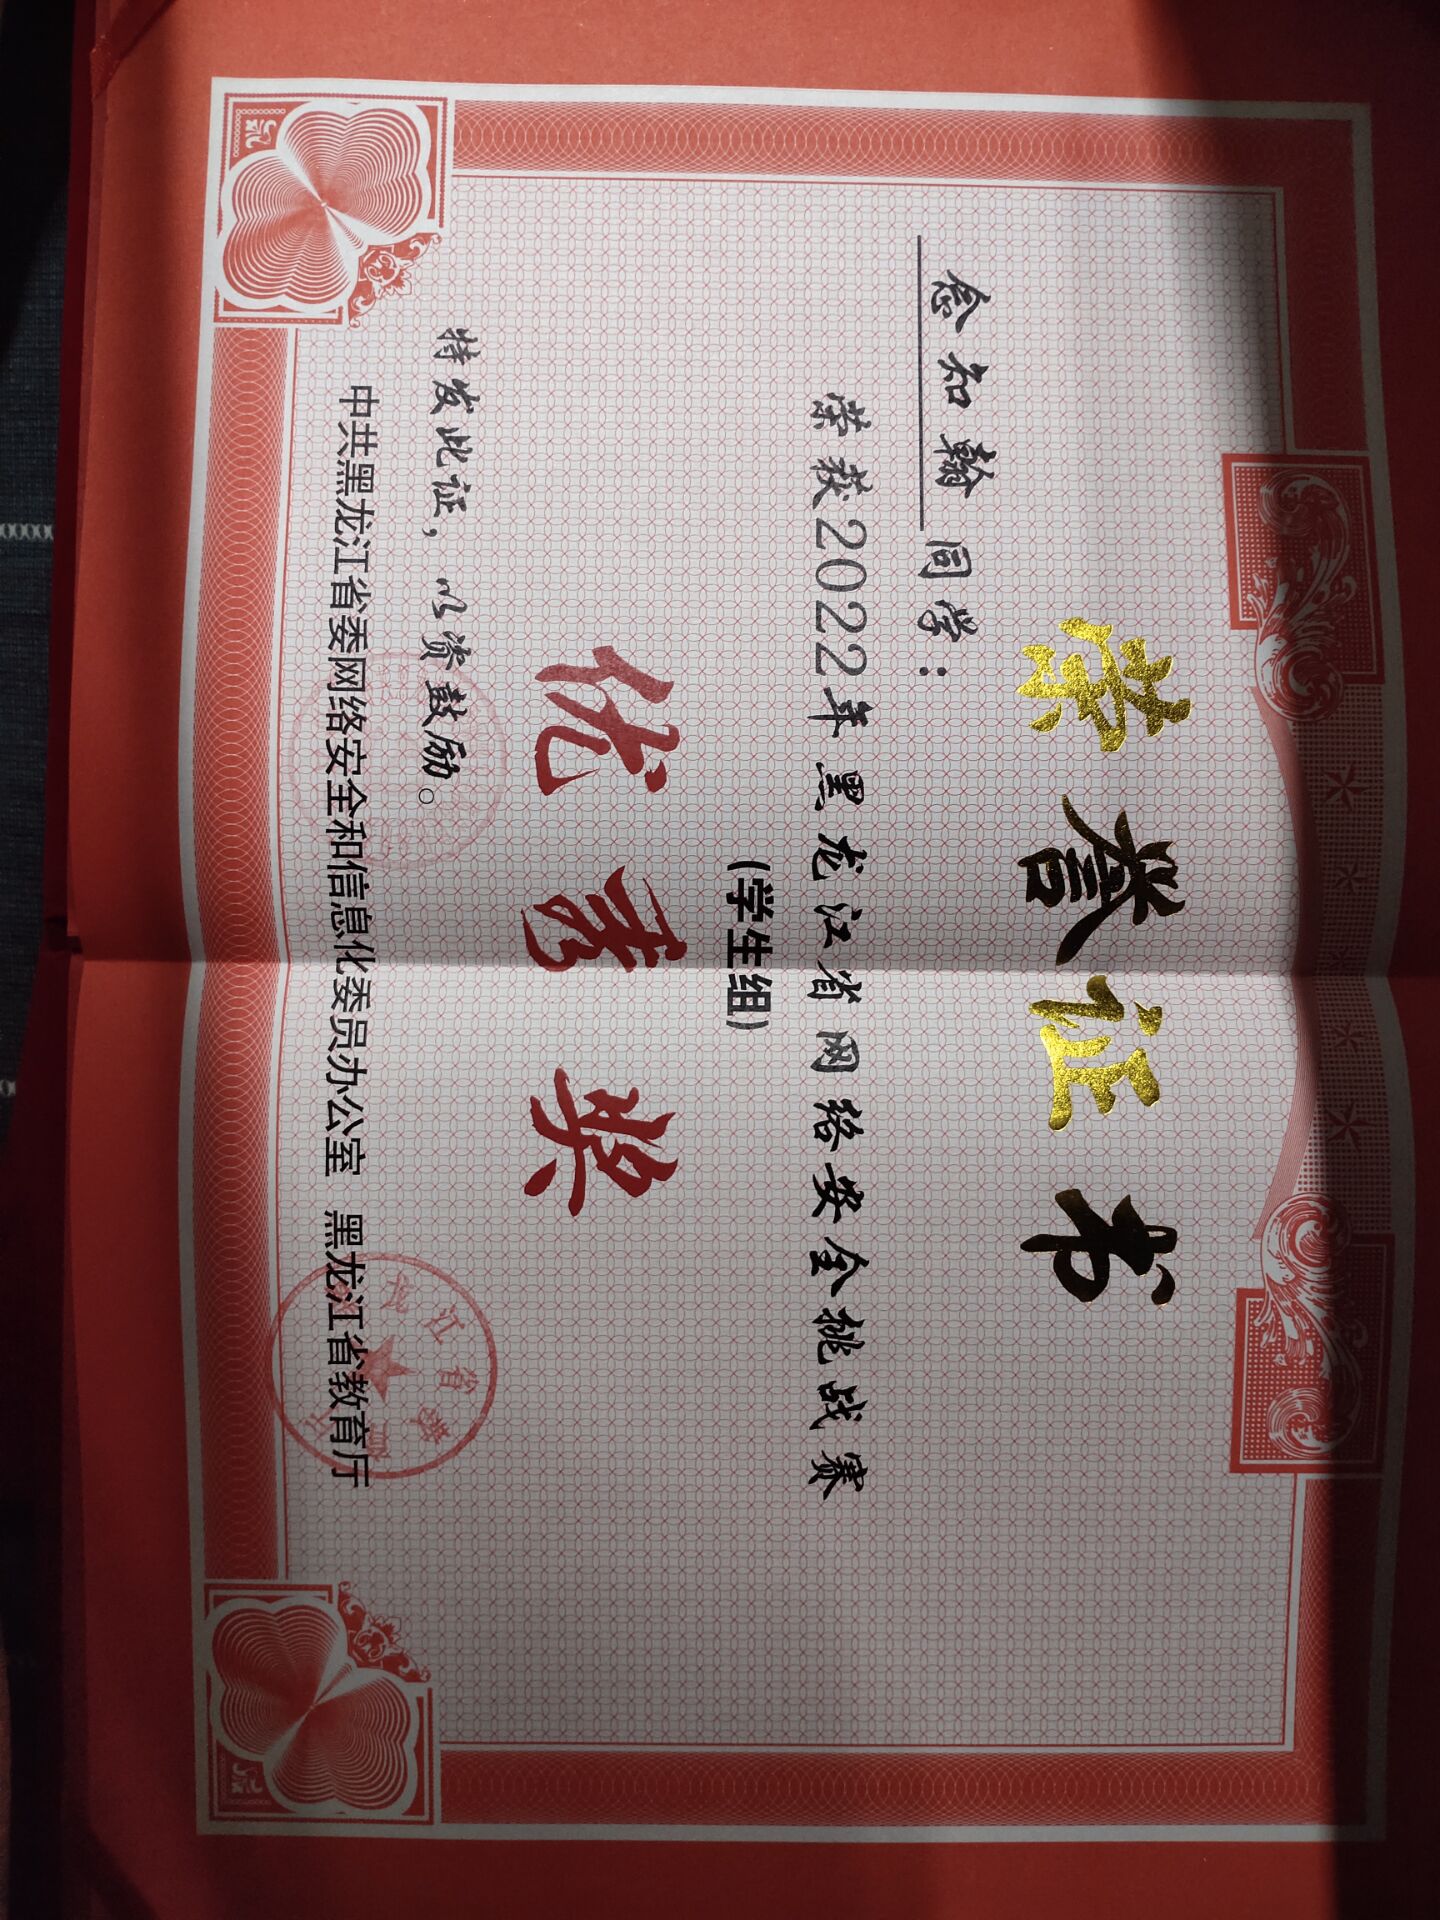 荣誉证书
念知翰 同学：
荣获2022年黑龙江省网络安全挑战赛
(学生组)
优秀奖
特发此证，以资鼓励。
中共黑龙江省委网络安全和信息化委员办公室 黑龙江省教育厅